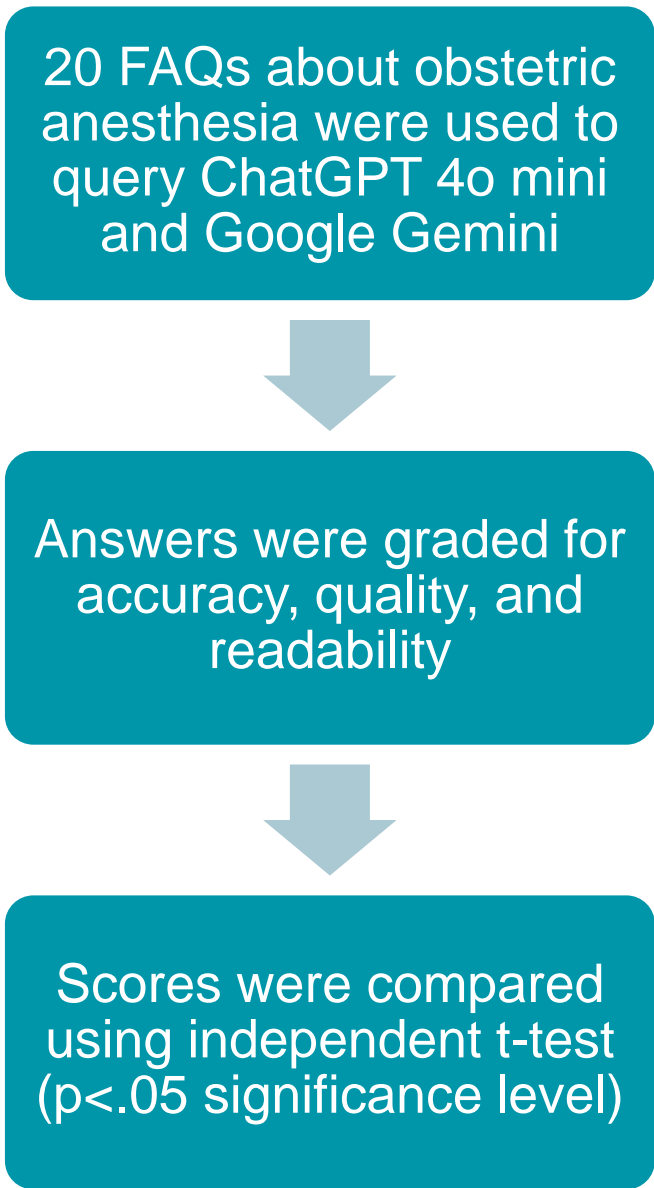 20 FAQs about obstetric
anesthesia were used to
query ChatGPT 4o mini
and Google Gemini
Answers were graded for
accuracy, quality, and
readability
Scores were compared
using independent t-test
(p<.05 significance level)